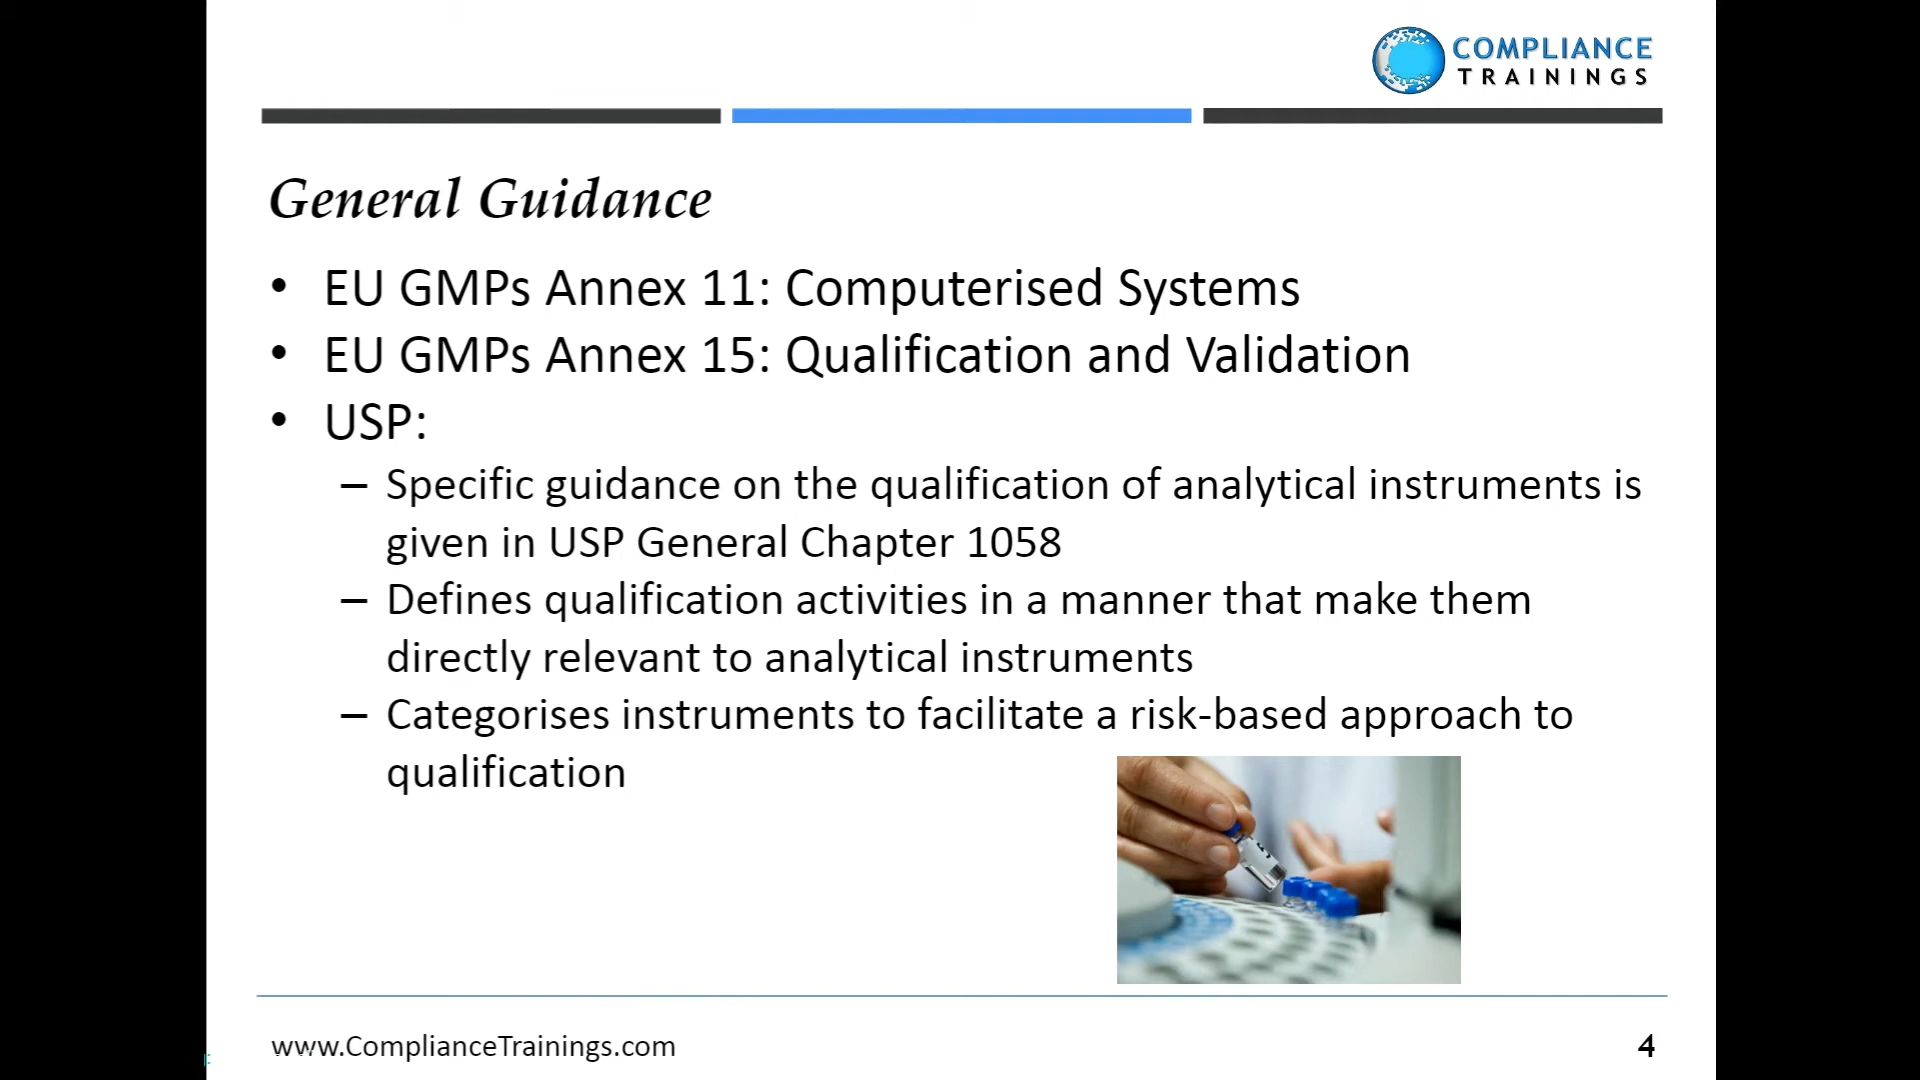 COMPLIANCE
TRAININGS
General Guidance
• EU GMPs Annex 11: Computerised Systems
• EU GMPs Annex 15: Qualification and Validation
• USP:
– Specific guidance on the qualification of analytical instruments is
given in USP General Chapter 1058
– Defines qualification activities in a manner that make them
directly relevant to analytical instruments
– Categorises instruments to facilitate a risk-based approach to
qualification
www.ComplianceTrainings.com
4